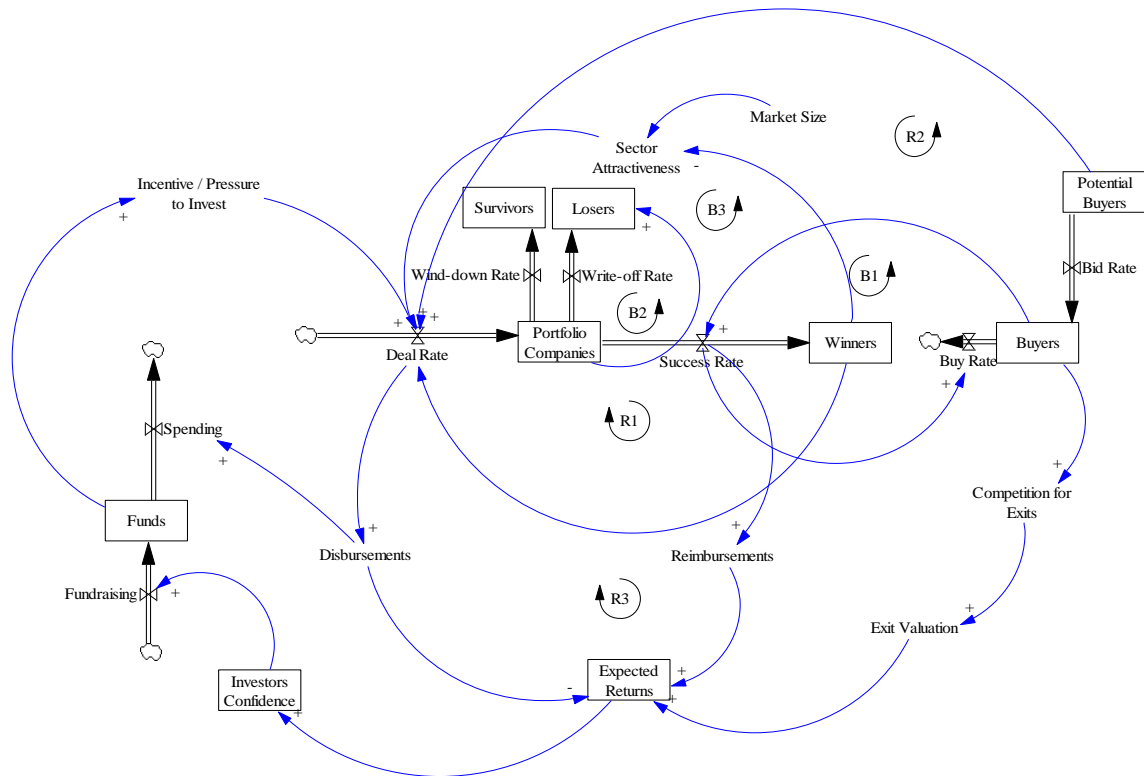 Market Size
R2
Sector
Attractiveness
-
Incentive / Pressure
to Invest
+
Survivors
Losers
+
B3
Potential
Buyers
Wind-down Rate
Write-off Rate
B1
Bid Rate
B2
+
+
+
Deal Rate
Portfolio
Companies
+
Success Rate
Winners
Buy Rate
Buyers
+
+
R1
Spending
+
+
Competition for
Exits
Funds
+
Disbursements
+
Reimbursements
Fundraising
+
R3
+
Exit Valuation
Investors
Confidence
+
-
Expected
Returns
+
+